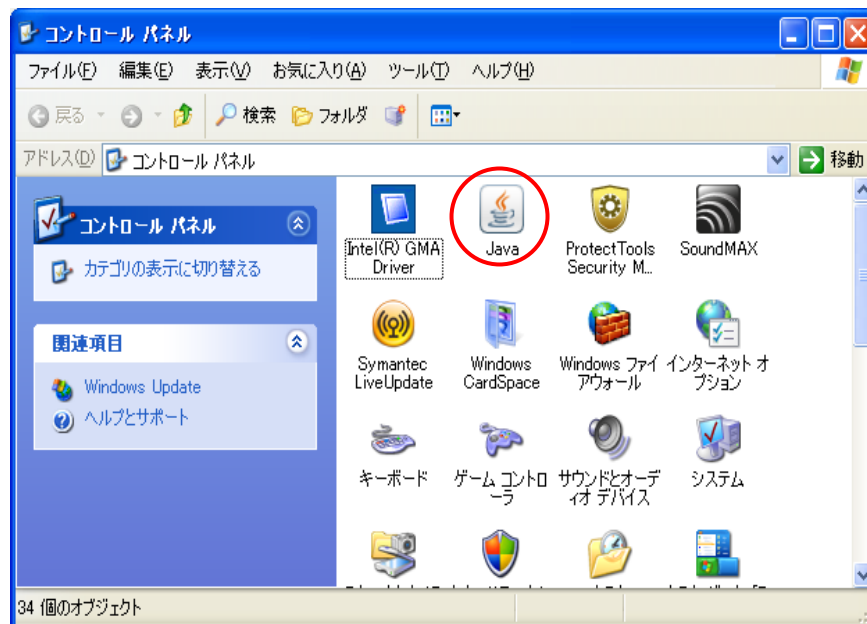 コントロール パネル
ファイル(F) 編集(E) 表示(V) お気に入り(A) ツール(T) ヘルプ(H)
戻る 検索 フォルダ
アドレス(D) コントロール パネル 移動
コントロール パネル
カテゴリの表示に切り替える
関連項目
Windows Update
ヘルプとサポート
Intel(R) GMA
Driver
Java
ProtectTools
Security M...
SoundMAX
Symantec
LiveUpdate
Windows
CardSpace
Windows ファイ
アウォール
インターネット オ
プション
キーボード
ゲーム コントロ
ーラ
サウンドとオーデ
ィオ デバイス
システム
34 個のオブジェクト